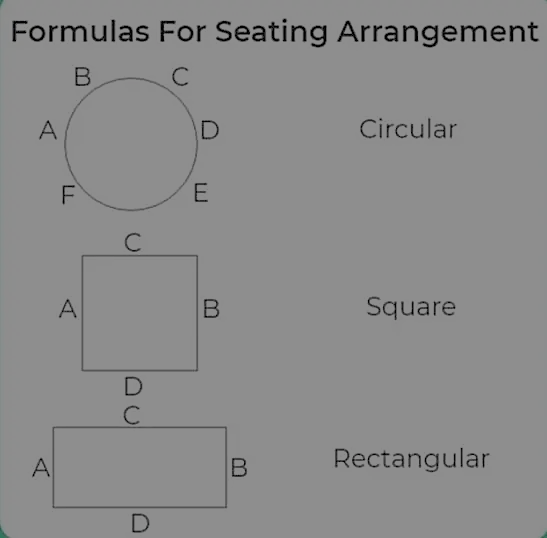 Formulas For Seating Arrangement
B C
A D
Circular
F E
C
A B
Square
D
C
A B
Rectangular
D